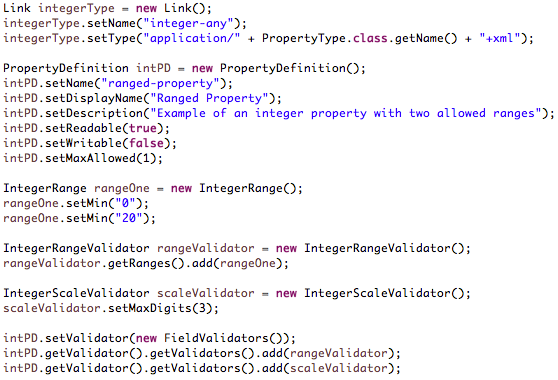 Link integerType = new Link();
integerType.setName("integer-any");
integerType.setType("application/" + PropertyType.class.getName() + "+xml");
PropertyDefinition intPD = new PropertyDefinition();
intPD.setName("ranged-property");
intPD.setDisplayName("Ranged Property");
intPD.setDescription("Example of an integer property with two allowed ranges");
intPD.setReadable(true);
intPD.setWritable(false);
intPD.setMaxAllowed(1);
IntegerRange rangeOne = new IntegerRange();
rangeOne.setMin("0");
rangeOne.setMin("20");
IntegerRangeValidator rangeValidator = new IntegerRangeValidator();
rangeValidator.getRanges().add(rangeOne);
IntegerScaleValidator scaleValidator = new IntegerScaleValidator();
scaleValidator.setMaxDigits(3);
intPD.setValidator(new FieldValidators());
intPD.getValidator().getValidators().add(rangeValidator);
intPD.getValidator().getValidators().add(scaleValidator);